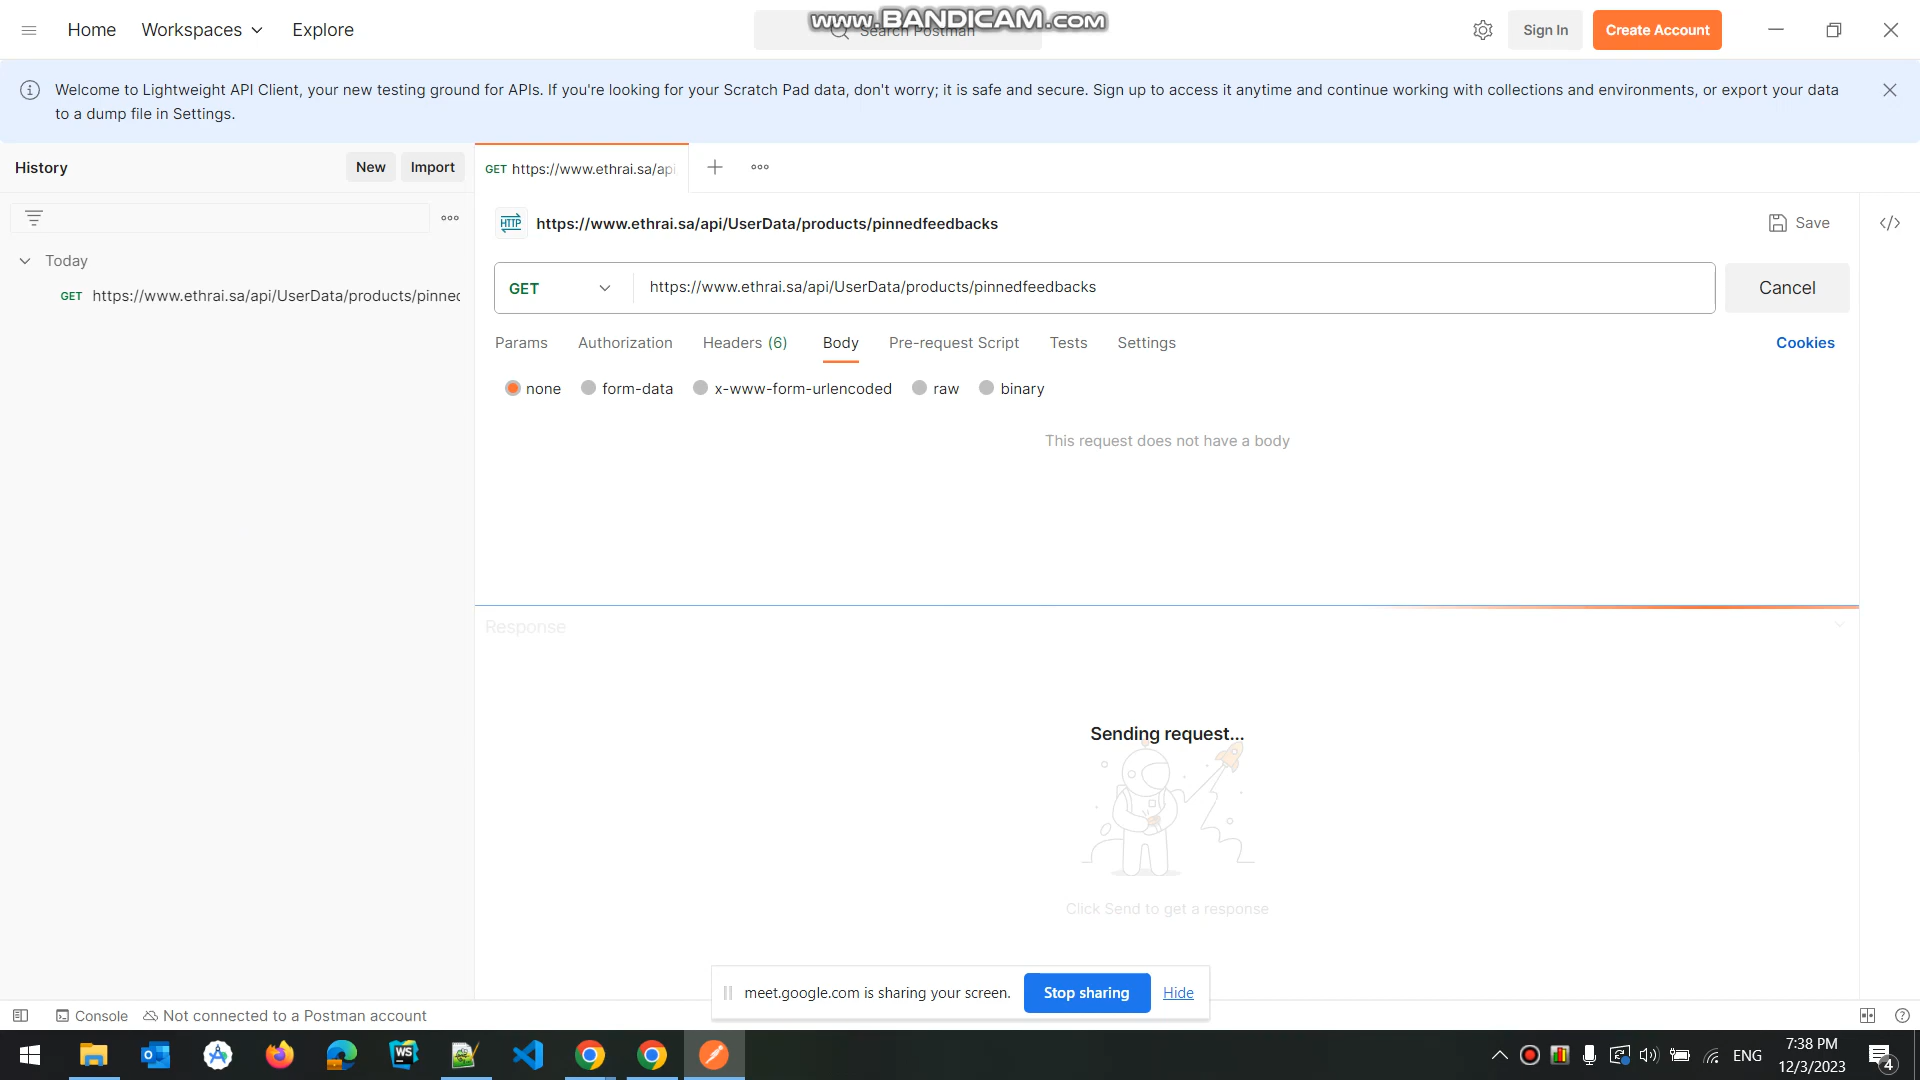 Home
Workspaces
Explore
www.BANDICAM.com
Search Postman
Sign In
Create Account
Welcome to Lightweight API Client, your new testing ground for APIs. If you're looking for your Scratch Pad data, don't worry; it is safe and secure. Sign up to access it anytime and continue working with collections and environments, or export your data
to a dump file in Settings.
History
New
Import
GET https://www.ethrai.sa/api
Today
GET https://www.ethrai.sa/api/UserData/products/pinned
HTTP
https://www.ethrai.sa/api/UserData/products/pinnedfeedbacks
Save
GET
https://www.ethrai.sa/api/UserData/products/pinnedfeedbacks
Cancel
Params
Authorization
Headers (6)
Body
Pre-request Script
Tests
Settings
Cookies
none
form-data
x-www-form-urlencoded
raw
binary
This request does not have a body
Response
Sending request...
Click Send to get a response
meet.google.com is sharing your screen.
Stop sharing
Hide
Console
Not connected to a Postman account
WS
ENG
7:38 PM
12/3/2023
4